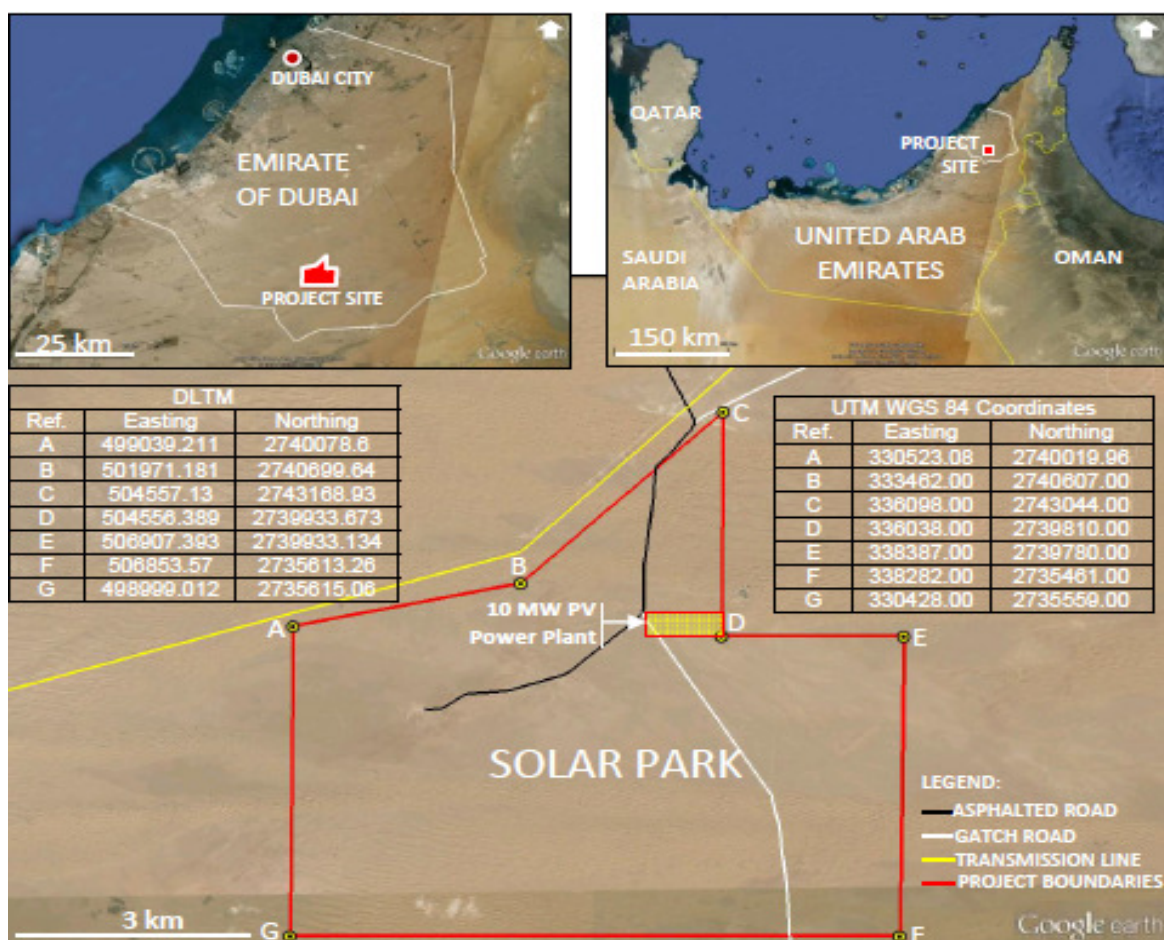 DUBAI CITY
EMIRATE
OF DUBAI
PROJECT SITE
25 km
Google earth
QATAR
PROJECT
SITE
UNITED ARAB
EMIRATES
SAUDI
ARABIA
OMAN
150 km
Google earth
DLTM
Ref. Easting Northing
A 499039.211 2740078.6
B 501971.181 2740699.64
C 504557.13 2743168.93
D 504556.389 2739933.673
E 506907.393 2739933.134
F 506853.57 2735613.26
G 498999.012 2735615.06
UTM WGS 84 Coordinates
Ref. Easting Northing
A 330523.08 2740019.96
B 333462.00 2740607.00
C 336098.00 2743044.00
D 336038.00 2739810.00
E 338387.00 2739780.00
F 338282.00 2735461.00
G 330428.00 2735559.00
C
B
A
10 MW PV
Power Plant
D
E
SOLAR PARK
LEGEND:
ASPHALTED ROAD
GATCH ROAD
TRANSMISSION LINE
PROJECT BOUNDARIES
3 km
G
F
Google earth